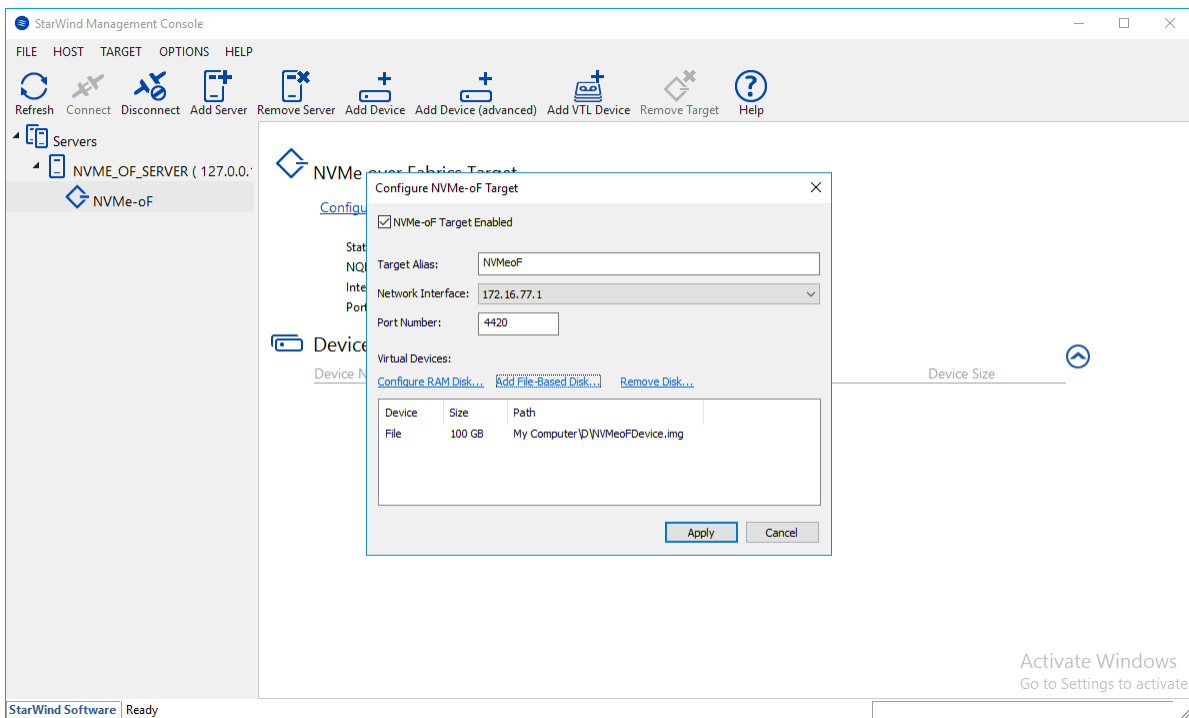 StarWind Management Console
FILE HOST TARGET OPTIONS HELP
Refresh Connect Disconnect Add Server Remove Server Add Device Add Device (advanced) Add VTL Device Remove Target Help
Servers
NVME_OF_SERVER ( 127.0.0.
NVMe-oF
NVMe over Fabrics Target
Configu
Stat
NQ
Inte
Port
Device
Device N Device Size
Configure NVMe-oF Target
NVMe-oF Target Enabled
Target Alias: NVMeoF
Network Interface: 172.16.77.1
Port Number: 4420
Virtual Devices:
Configure RAM Disk... Add File-Based Disk... Remove Disk...
Device Size Path
File 100 GB My Computer\D\NVMeoFDevice.img
Apply Cancel
Activate Windows
Go to Settings to activate
StarWind Software Ready